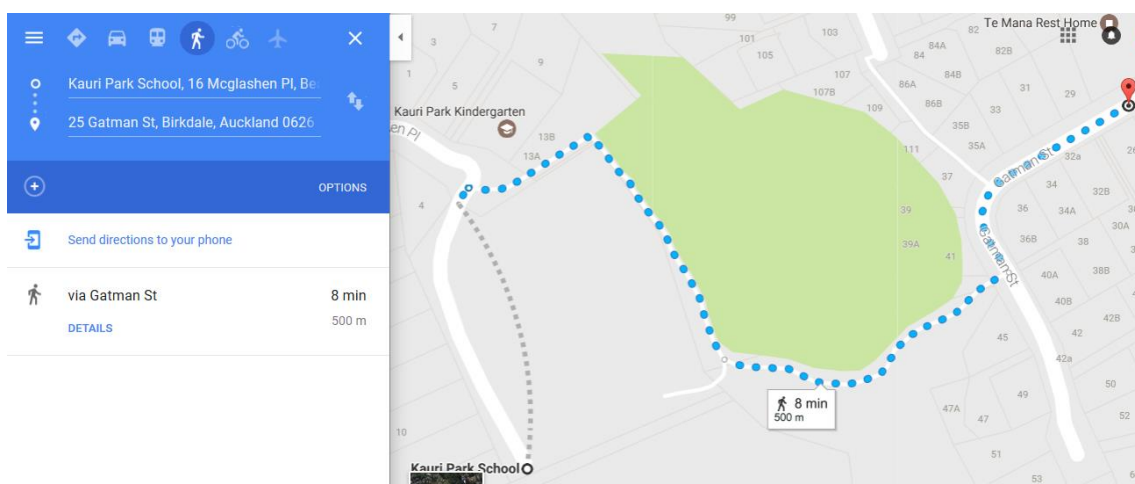 Kauri Park School, 16 Mcglashen Pl, Be
25 Gatman St, Birkdale, Auckland 0626
OPTIONS
Send directions to your phone
via Gatman St
8 min
DETAILS
500 m
99
7
3
101
103
82
Te Mana Rest Home
84A
82B
9
105
84
1
5
107
86A
84B
31
107B
29
Kauri Park Kindergarten
109
86B
33
en Pl
13B
35B
13A
111
35A
Gatman St
32a
26
37
34
32B
4
39
36
34A
30A
Gatman St
36B
38
39A
41
40A
38B
40B
42B
45
42
42a
8 min
500 m
50
49
47A
47
52
10
51
Kauri Park School
53